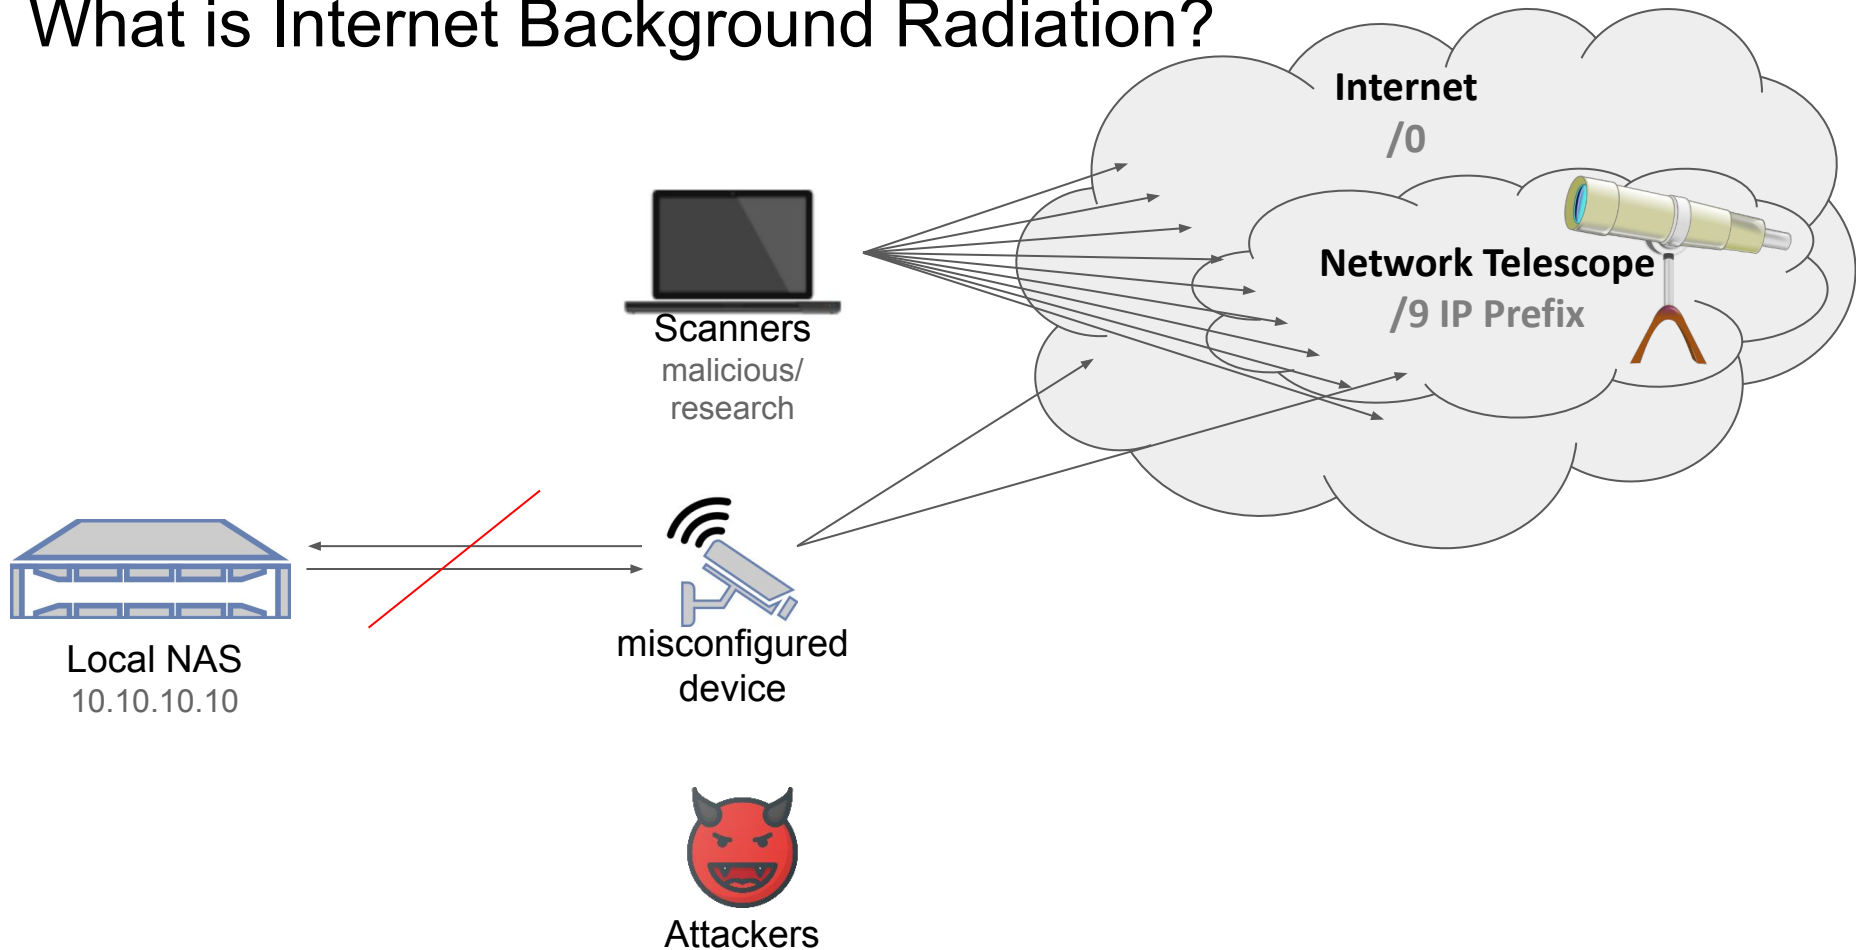 What is Internet Background Radiation?
Internet
/0
Network Telescope
/9 IP Prefix
Scanners
malicious/
research
Local NAS
10.10.10.10
misconfigured
device
Attackers